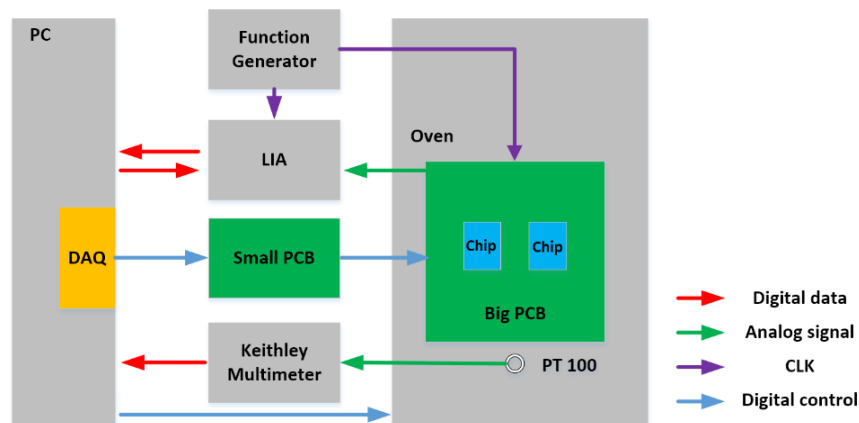 PC
Function
Generator
LIA
Oven
DAQ
Small PCB
Chip
Chip
Big PCB
Keithley
Multimeter
PT 100
Digital data
Analog signal
CLK
Digital control